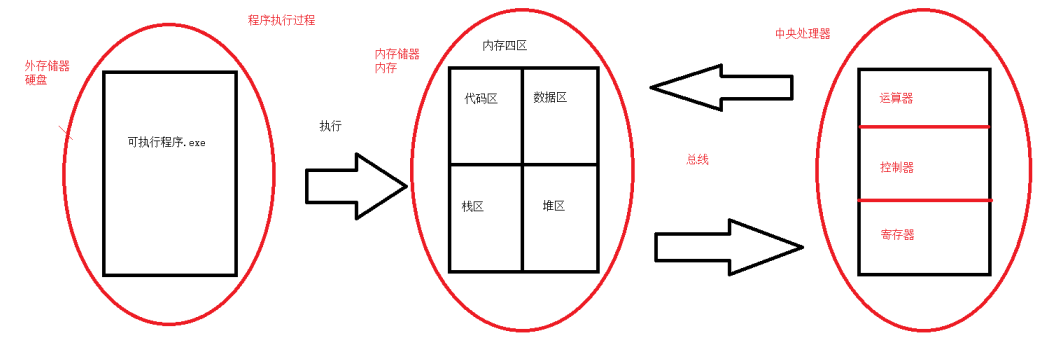 程序执行过程
外存储器
硬盘
可执行程序.exe
执行
内存储器
内存
内存四区
代码区
数据区
栈区
堆区
总线
中央处理器
运算器
控制器
寄存器